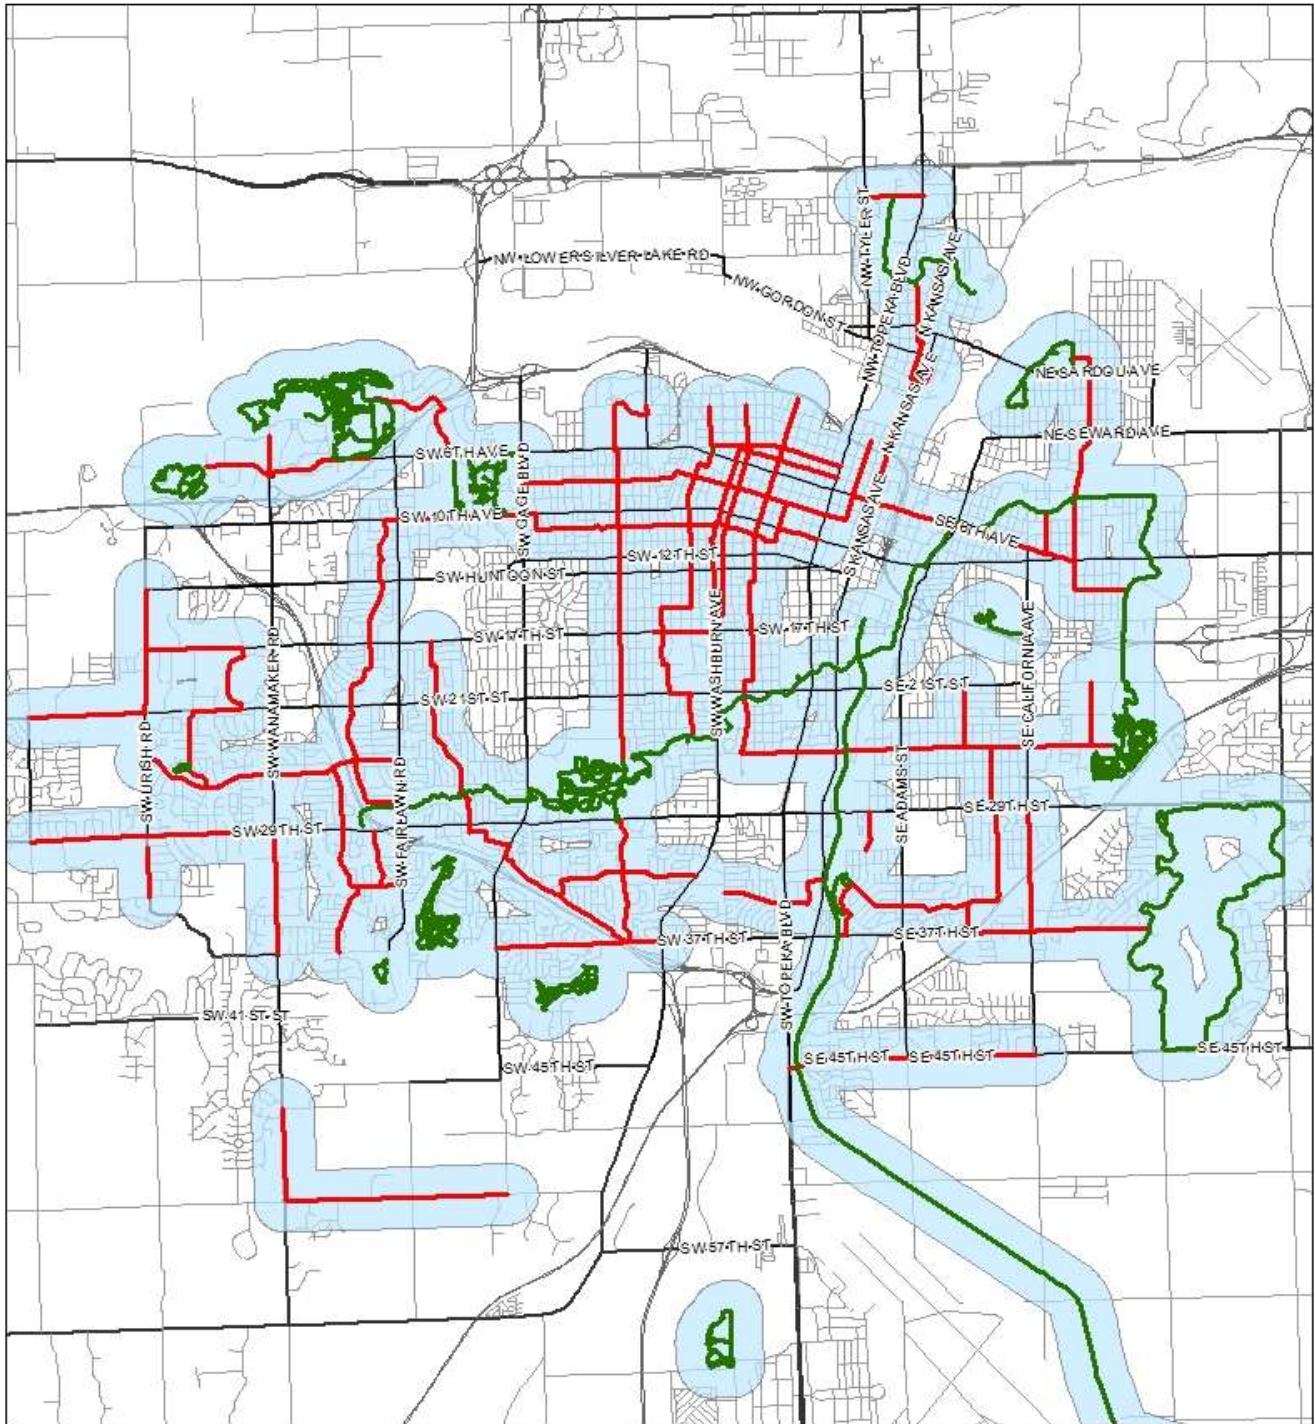 NW TYLER ST
NW TOPEKA BLVD
N KANSAS AVE
NW LOWER SILVER LAKE RD
NW GORDON ST
NW TOPEKA BLVD
N KANSAS AVE
NE SARDOU AVE
NE SEWARD AVE
SW 6TH AVE
SW GAGE BLVD
N KANSAS AVE
SW 10TH AVE
S KANSAS AVE
SE 6TH AVE
SW 12TH ST
SW HUNTOON ST
SW WASHBURN AVE
SW 17TH ST
SW 17TH ST
SE CALIFORNIA AVE
SW WANAMAKER RD
SW 21ST ST
SE 21ST ST
SW URISH RD
SW FAIRLAWN RD
SE ADAMS ST
SE 29TH ST
SW 29TH ST
SW TOPEKA BLVD
SW 37TH ST
SE 37TH ST
SW 41ST ST
SE 45TH ST
SE 45TH ST
SE 45TH ST
SW 45TH ST
SW 57TH ST